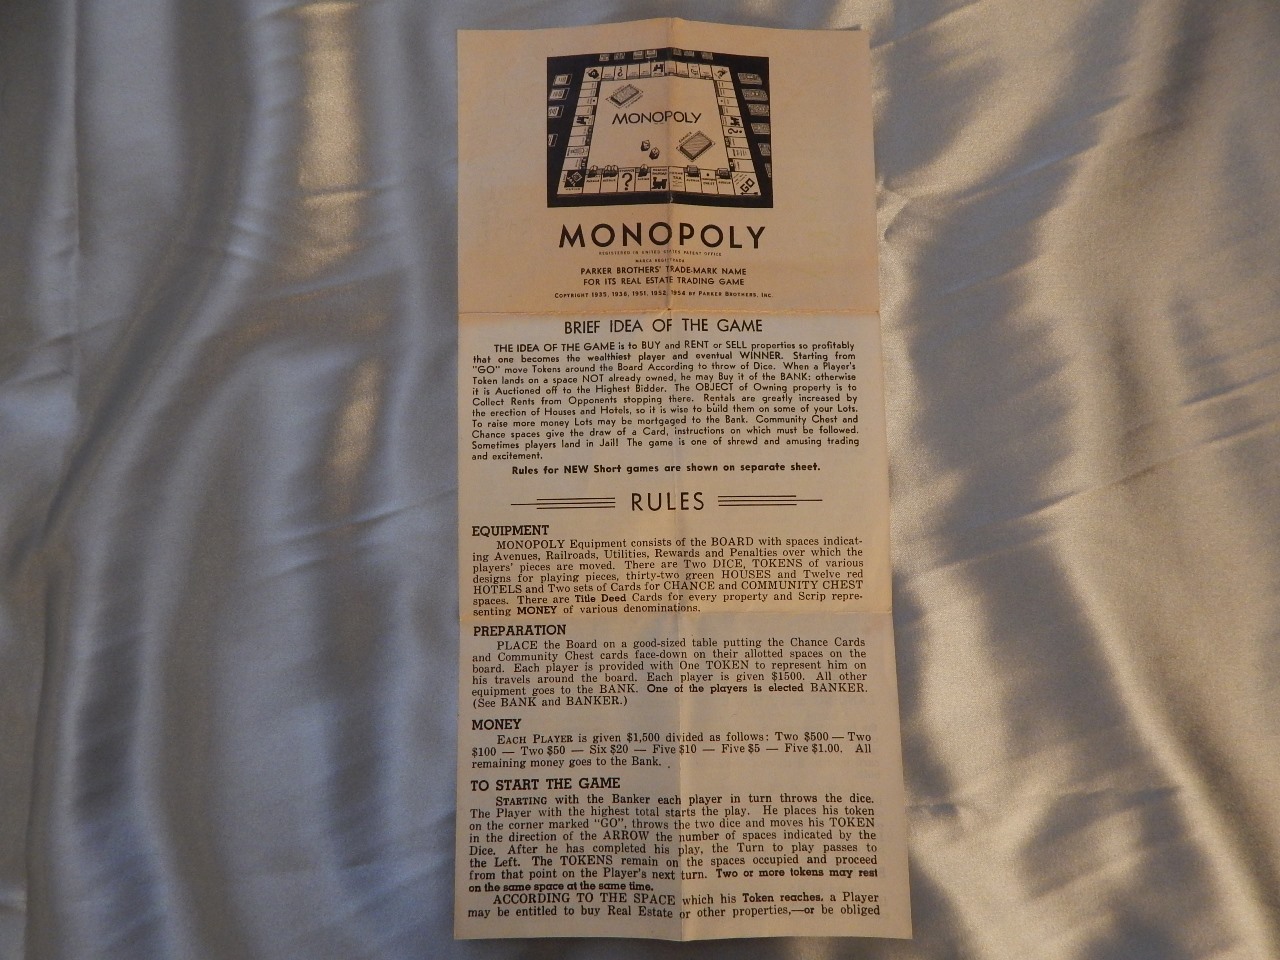 MONOPOLY
GO
MONOPOLY
REGISTERED IN UNITED STATES PATENT OFFICE
MARCA REGISTRADA
PARKER BROTHERS' TRADE-MARK NAME
FOR ITS REAL ESTATE TRADING GAME
COPYRIGHT 1935, 1936, 1951, 1952, 1954 BY PARKER BROTHERS, INC.
BRIEF IDEA OF THE GAME
THE IDEA OF THE GAME is to BUY and RENT or SELL properties so profitably
that one becomes the wealthiest player and eventual WINNER. Starting from
"GO" move Tokens around the Board According to throw of Dice. When a Player's
Token lands on a space NOT already owned, he may Buy it of the BANK: otherwise
it is Auctioned off to the Highest Bidder. The OBJECT of Owning property is to
Collect Rents from Opponents stopping there. Rentals are greatly increased by
the erection of Houses and Hotels, so it is wise to build them on some of your Lots.
To raise more money Lots may be mortgaged to the Bank. Community Chest and
Chance spaces give the draw of a Card, instructions on which must be followed.
Sometimes players land in Jail! The game is one of shrewd and amusing trading
and excitement.
Rules for NEW Short games are shown on separate sheet.
RULES
EQUIPMENT
MONOPOLY Equipment consists of the BOARD with spaces indicat-
ing Avenues, Railroads, Utilities, Rewards and Penalties over which the
players' pieces are moved. There are Two DICE, TOKENS of various
designs for playing pieces, thirty-two green HOUSES and Twelve red
HOTELS and Two sets of Cards for CHANCE and COMMUNITY CHEST
spaces. There are Title Deed Cards for every property and Scrip repre-
senting MONEY of various denominations.
PREPARATION
PLACE the Board on a good-sized table putting the Chance Cards
and Community Chest cards face-down on their allotted spaces on the
board. Each player is provided with One TOKEN to represent him on
his travels around the board. Each player is given $1500. All other
equipment goes to the BANK. One of the players is elected BANKER.
(See BANK and BANKER.)
MONEY
EACH PLAYER is given $1,500 divided as follows: Two $500 — Two
$100 — Two $50 — Six $20 — Five $10 — Five $5 — Five $1.00. All
remaining money goes to the Bank.
TO START THE GAME
STARTING with the Banker each player in turn throws the dice.
The Player with the highest total starts the play. He places his token
on the corner marked "GO", throws the two dice and moves his TOKEN
in the direction of the ARROW the number of spaces indicated by the
Dice. After he has completed his play, the Turn to play passes to
the Left. The TOKENS remain on the spaces occupied and proceed
from that point on the Player's next turn. Two or more tokens may rest
on the same space at the same time.
ACCORDING TO THE SPACE which his Token reaches, a Player
may be entitled to buy Real Estate or other properties,—or be obliged